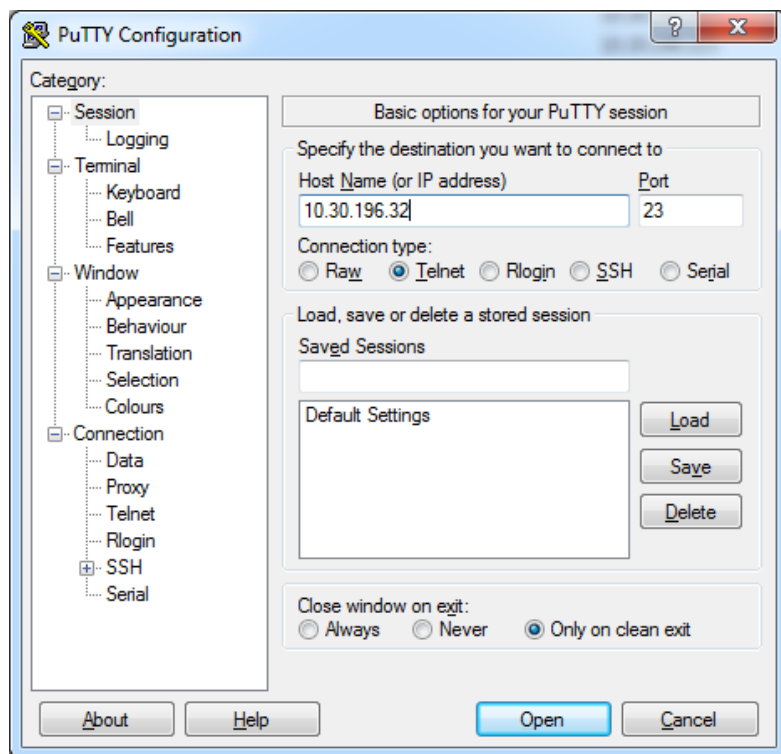 PuTTY Configuration
Category:
Session
Logging
Terminal
Keyboard
Bell
Features
Window
Appearance
Behaviour
Translation
Selection
Colours
Connection
Data
Proxy
Telnet
Rlogin
SSH
Serial
Basic options for your PuTTY session
Specify the destination you want to connect to
Host Name (or IP address) Port
10.30.196.32 23
Connection type:
Raw Telnet Rlogin SSH Serial
Load, save or delete a stored session
Saved Sessions
Default Settings
Load
Save
Delete
Close window on exit:
Always Never Only on clean exit
About Help Open Cancel